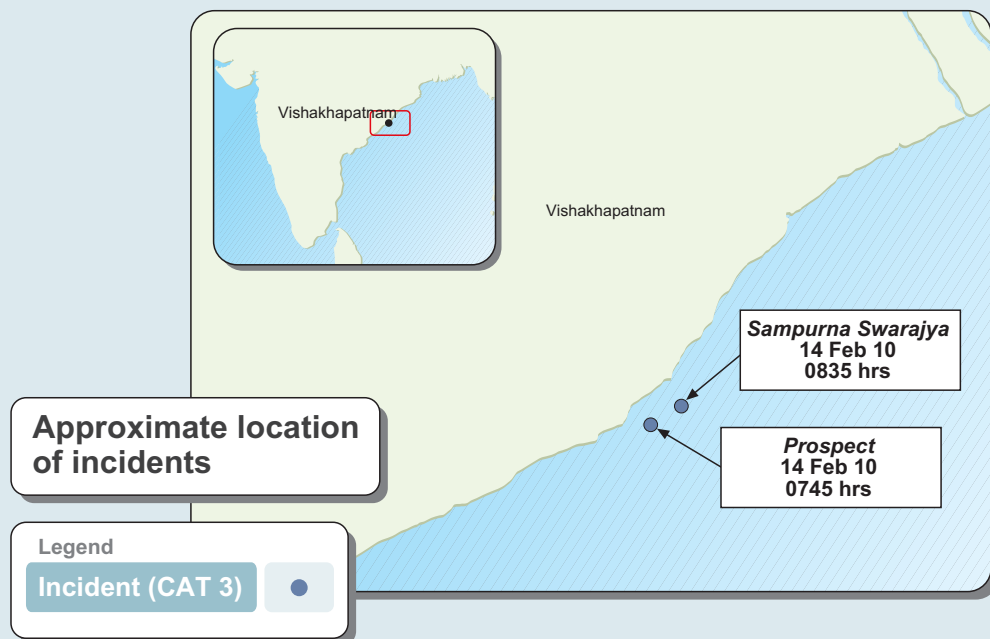 Vishakhapatnam
Vishakhapatnam
Sampurna Swarajya
14 Feb 10
0835 hrs
Prospect
14 Feb 10
0745 hrs
Approximate location
of incidents
Legend
Incident (CAT 3)